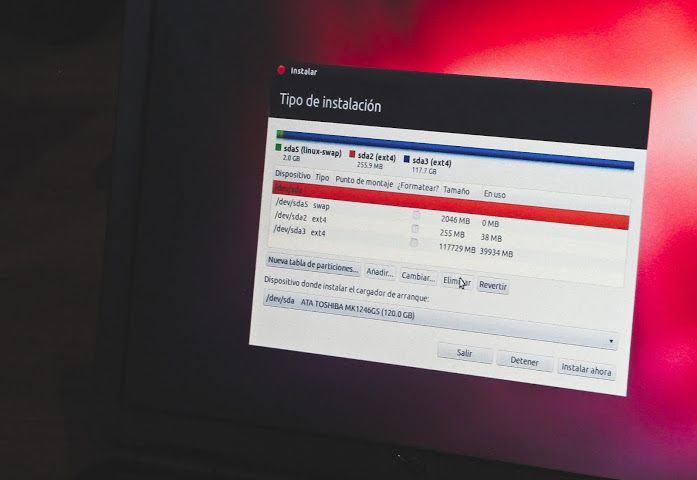 Instalar
Tipo de instalación
sda5 (linux-swap) sda2 (ext4) sda3 (ext4)
2.0 GB 255.9 MB 117.7 GB
Dispositivo Tipo Punto de montaje ¿Formatear? Tamaño En uso
/dev/sda
/dev/sda5 swap 2046 MB 0 MB
/dev/sda2 ext4 255 MB 38 MB
/dev/sda3 ext4 117729 MB 39934 MB
Nueva tabla de particiones... Añadir... Cambiar... Eliminar Revertir
Dispositivo donde instalar el cargador de arranque:
/dev/sda ATA TOSHIBA MK1246GS (120.0 GB)
Salir Detener Instalar ahora